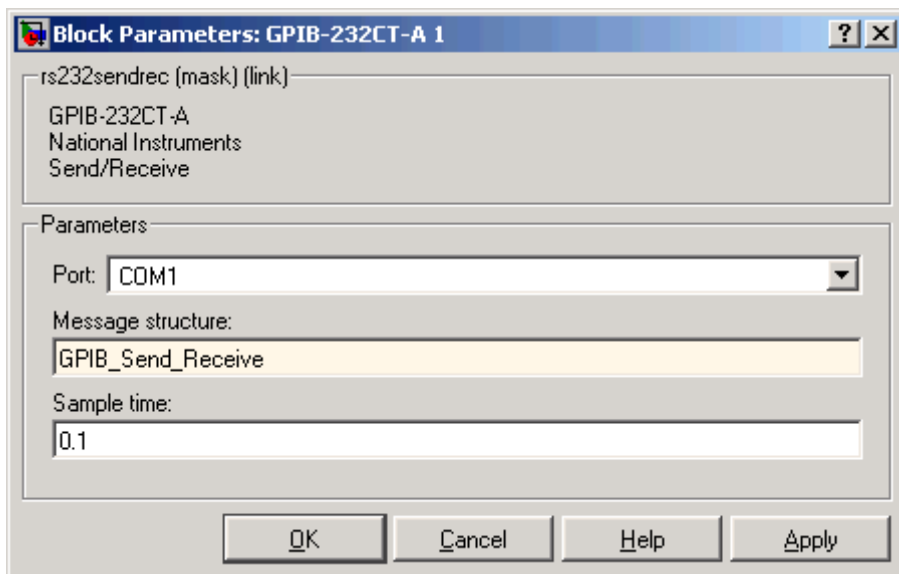 Block Parameters: GPIB-232CT-A 1
rs232sendrec (mask) (link)
GPIB-232CT-A
National Instruments
Send/Receive
Parameters
Port: COM1
Message structure:
GPIB_Send_Receive
Sample time:
0.1
OK Cancel Help Apply